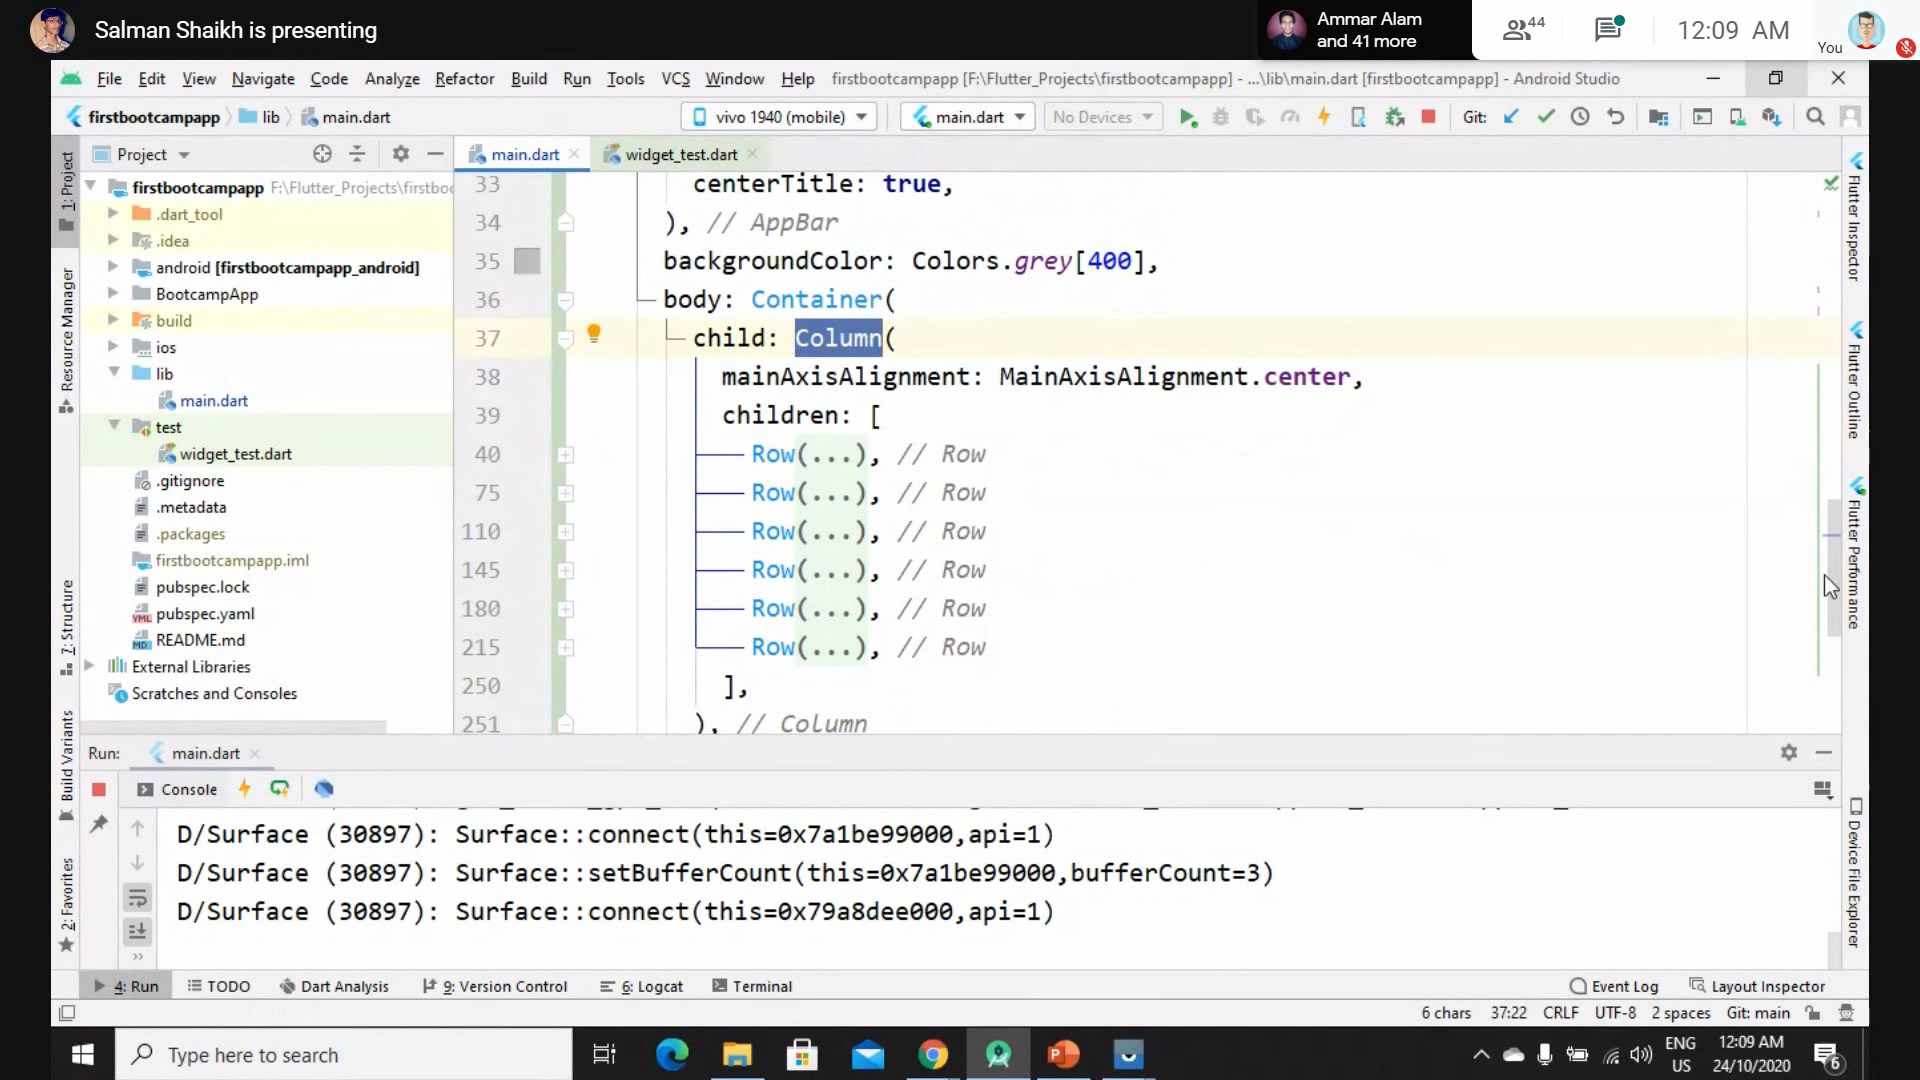 Salman Shaikh is presenting
Ammar Alam
and 41 more
44
12:09 AM
You
File Edit View Navigate Code Analyze Refactor Build Run Tools VCS Window Help firstbootcampapp [F:\Flutter_Projects\firstbootcampapp] - ...\lib\main.dart [firstbootcampapp] - Android Studio
firstbootcampapp lib main.dart
vivo 1940 (mobile) main.dart No Devices Git:
Project
main.dart widget_test.dart
1: Project
Resource Manager
7: Structure
Build Variants
2: Favorites
firstbootcampapp F:\Flutter_Projects\firstboo
.dart_tool
.idea
android [firstbootcampapp_android]
BootcampApp
build
ios
lib
main.dart
test
widget_test.dart
.gitignore
.metadata
.packages
firstbootcampapp.iml
pubspec.lock
pubspec.yaml
README.md
External Libraries
Scratches and Consoles
33 centerTitle: true,
34 ), // AppBar
35 backgroundColor: Colors.grey[400],
36 body: Container(
37 child: Column(
38 mainAxisAlignment: MainAxisAlignment.center,
39 children: [
40 Row(...), // Row
75 Row(...), // Row
110 Row(...), // Row
145 Row(...), // Row
180 Row(...), // Row
215 Row(...), // Row
250 ],
251 ), // Column
Flutter Inspector
Flutter Outline
Flutter Performance
Device File Explorer
Run: main.dart
Console
D/Surface (30897): Surface::connect(this=0x7a1be99000,api=1)
D/Surface (30897): Surface::setBufferCount(this=0x7a1be99000,bufferCount=3)
D/Surface (30897): Surface::connect(this=0x79a8dee000,api=1)
4: Run TODO Dart Analysis 9: Version Control 6: Logcat Terminal Event Log Layout Inspector
6 chars 37:22 CRLF UTF-8 2 spaces Git: main
Type here to search
ENG
US
12:09 AM
24/10/2020
6